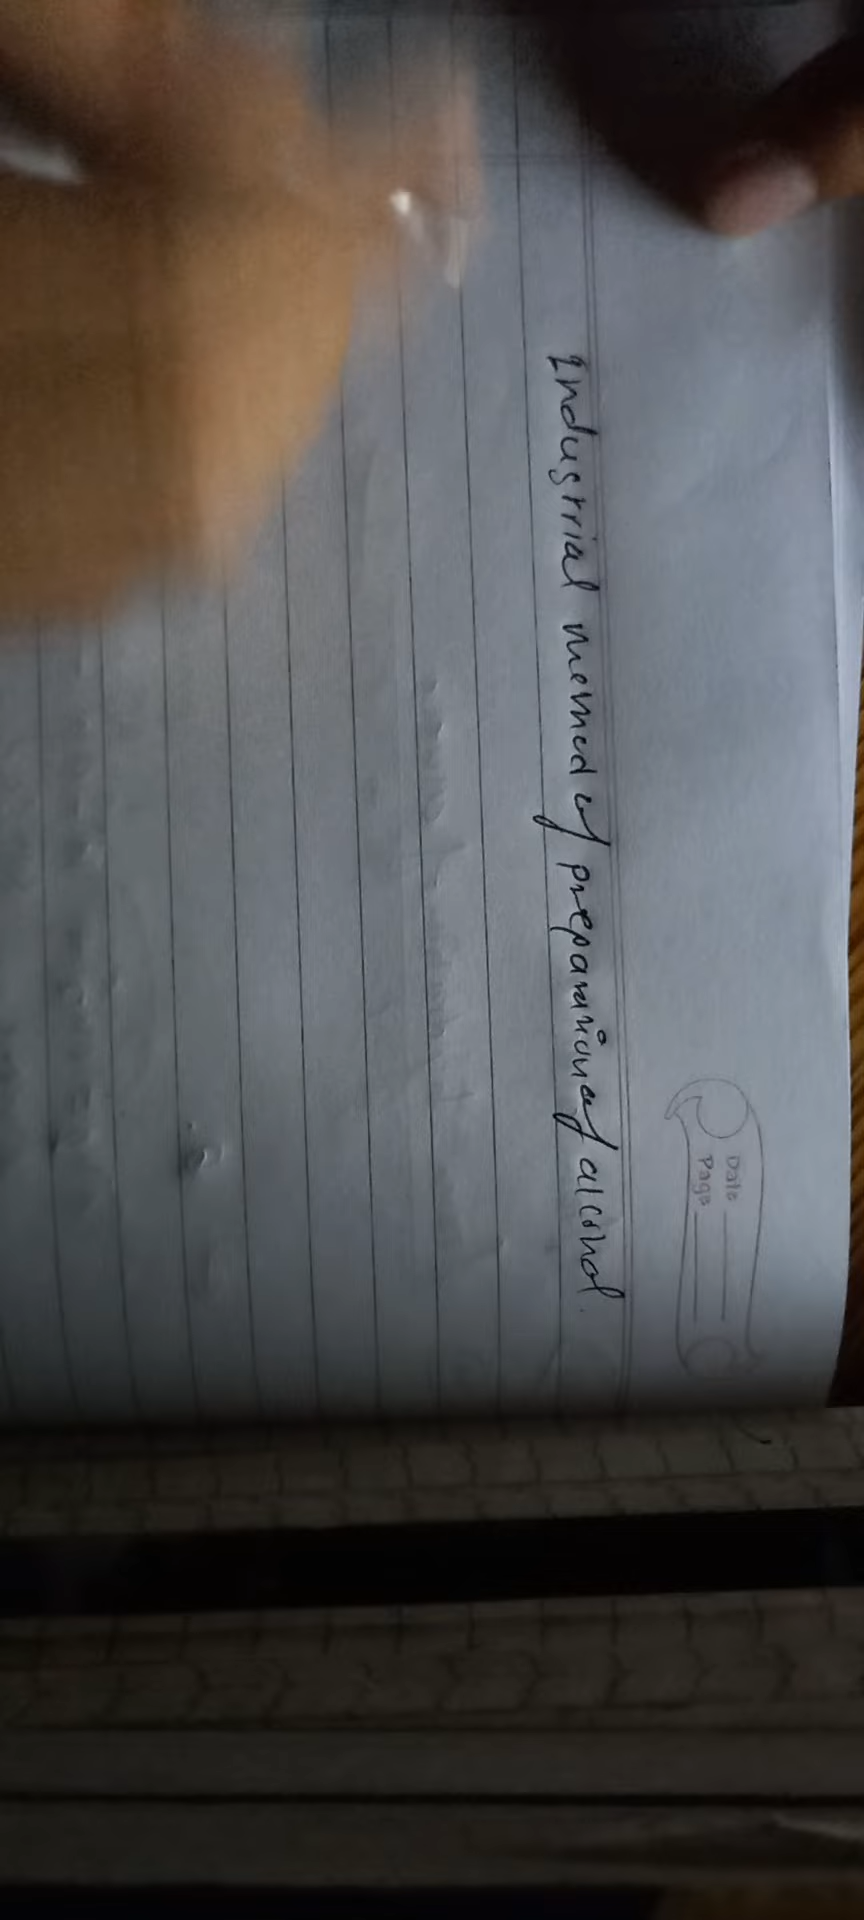 Industrial method of preparation of alcohol.
Date
Page